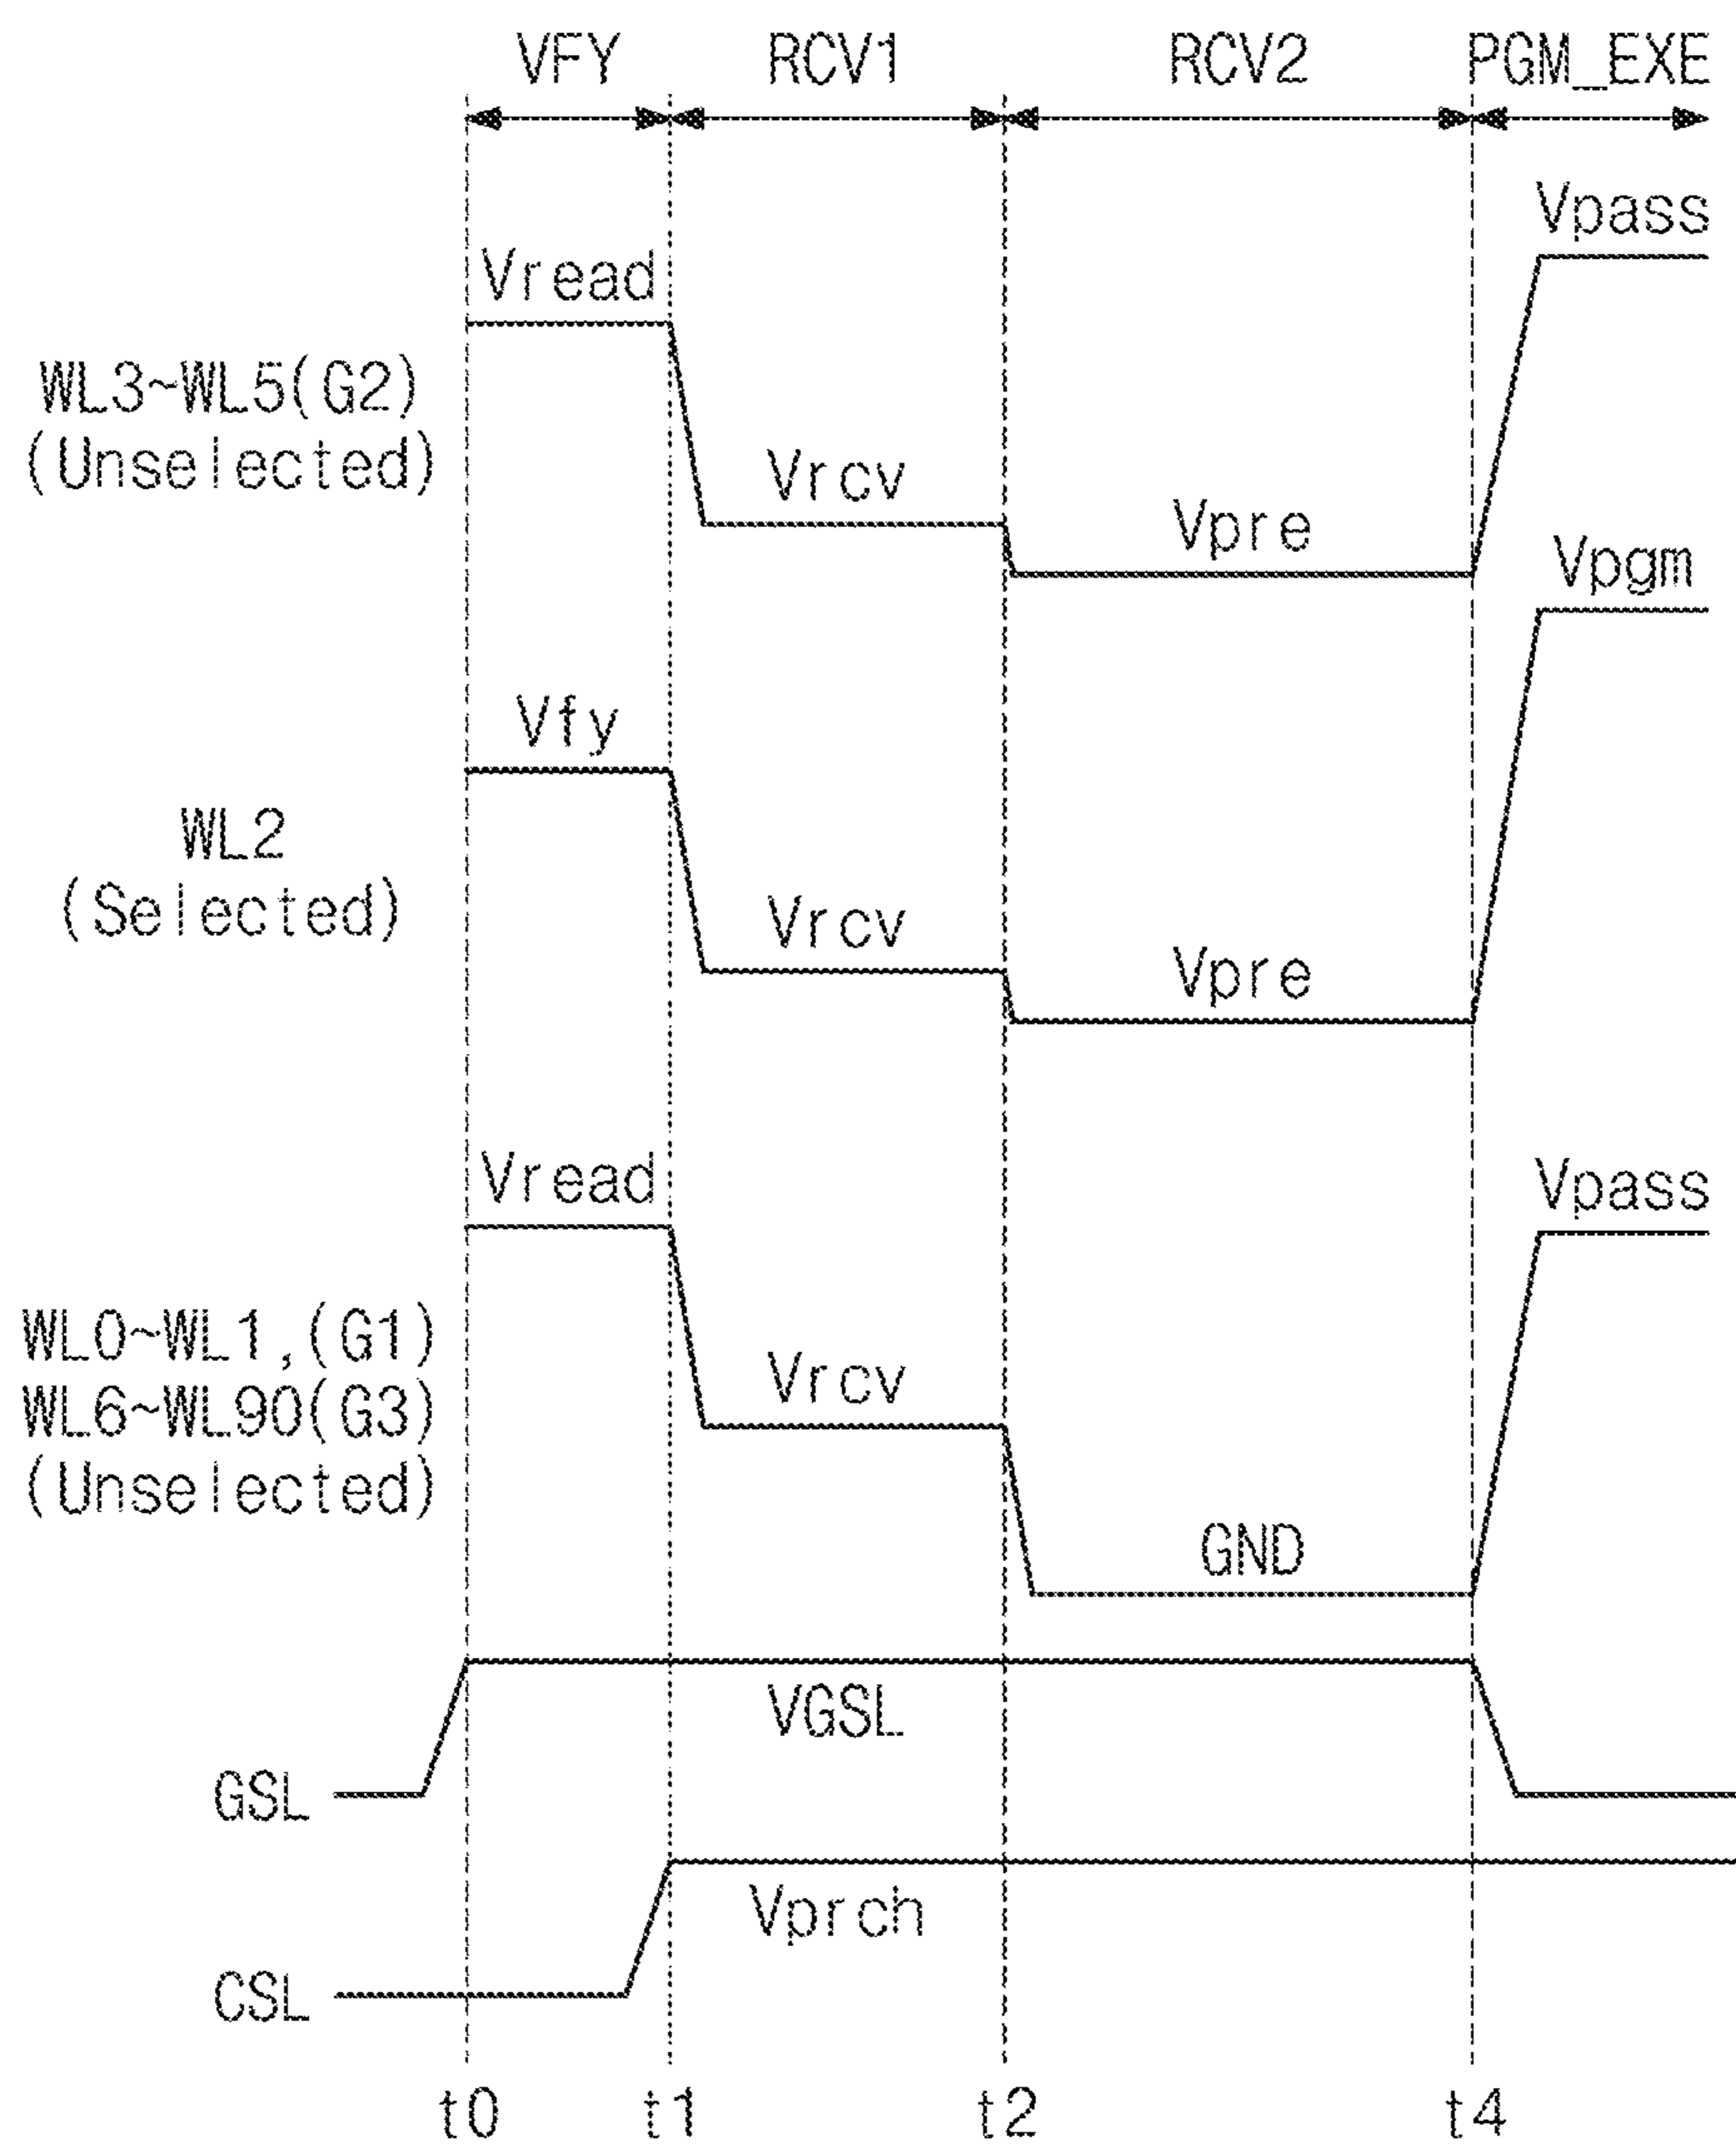 VFY RCV1 RCV2 PGM_EXE
Vpass
Vread
WL3~WL5(G2)
(Unselected)
Vrcv
Vpre
Vpgm
Vfy
WL2
(Selected)
Vrcv
Vpre
Vread
Vpass
WL0~WL1,(G1)
WL6~WL90(G3)
(Unselected)
Vrcv
GND
VGSL
GSL
Vprch
CSL
t0 t1 t2 t4